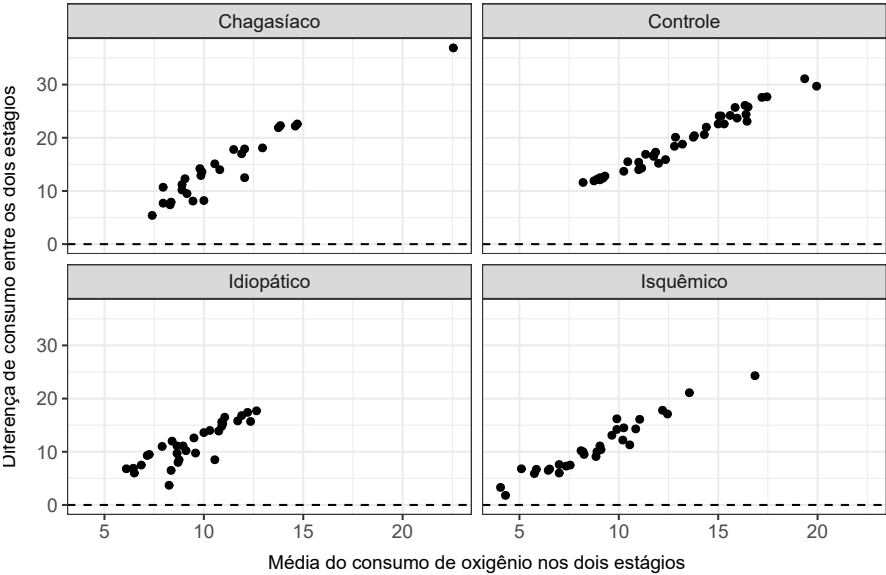 Chagasíaco
Controle
Diferença de consumo entre os dois estágios
30
20
10
0
Idiopático
Isquêmico
30
20
10
0
5 10 15 20 5 10 15 20
Média do consumo de oxigênio nos dois estágios